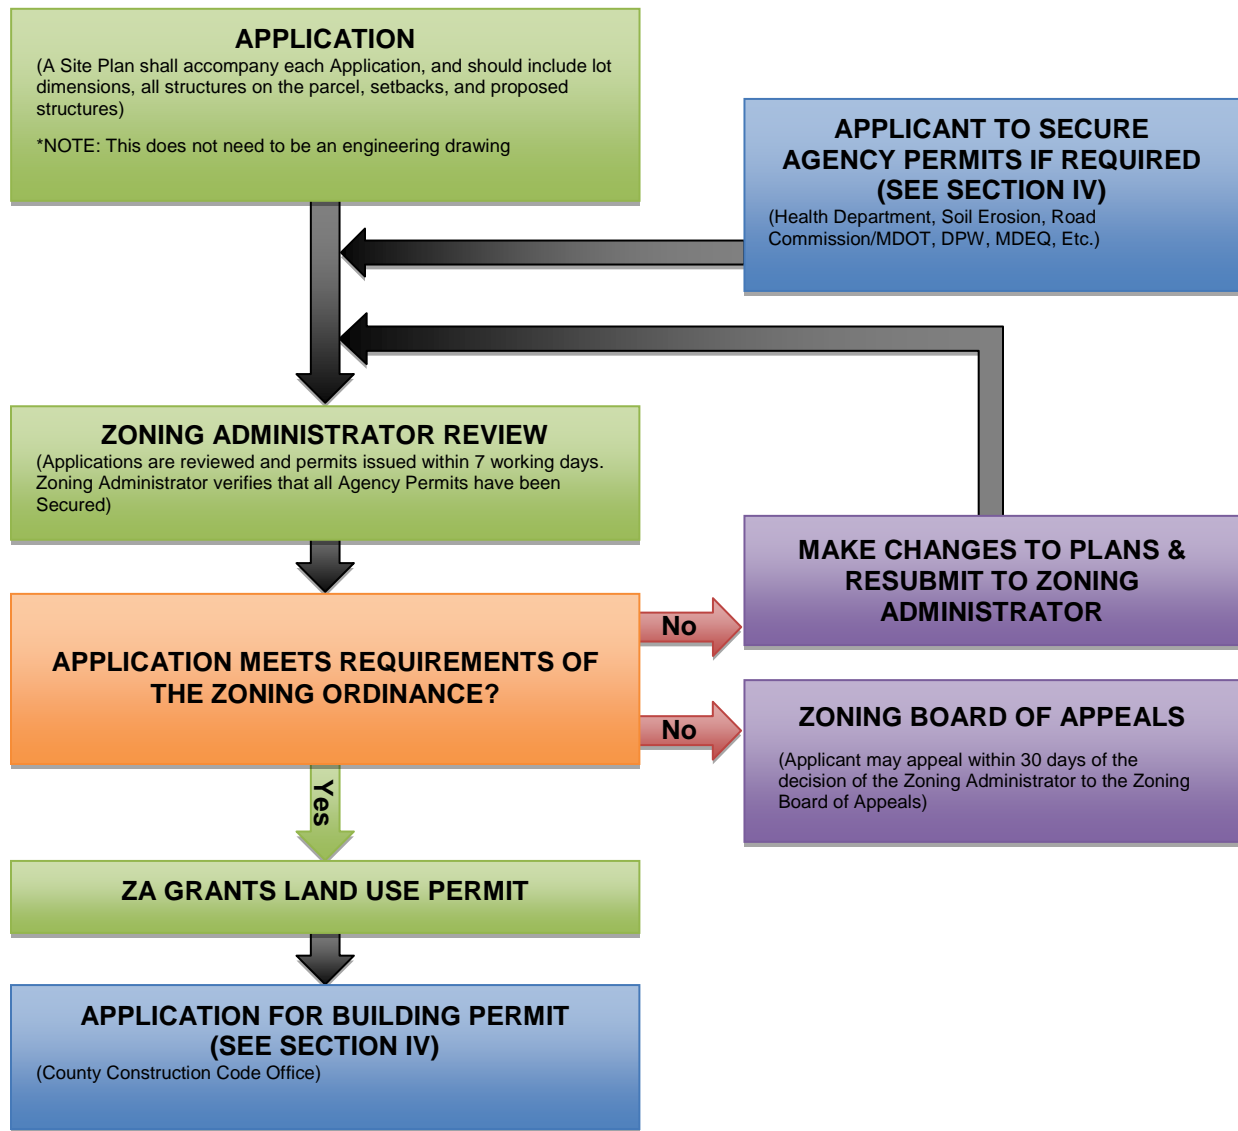 APPLICATION
(A Site Plan shall accompany each Application, and should include lot
dimensions, all structures on the parcel, setbacks, and proposed
structures)
*NOTE: This does not need to be an engineering drawing
APPLICANT TO SECURE
AGENCY PERMITS IF REQUIRED
(SEE SECTION IV)
(Health Department, Soil Erosion, Road
Commission/MDOT, DPW, MDEQ, Etc.)
ZONING ADMINISTRATOR REVIEW
(Applications are reviewed and permits issued within 7 working days.
Zoning Administrator verifies that all Agency Permits have been
Secured)
MAKE CHANGES TO PLANS &
RESUBMIT TO ZONING
ADMINISTRATOR
No
APPLICATION MEETS REQUIREMENTS OF
THE ZONING ORDINANCE?
No
ZONING BOARD OF APPEALS
(Applicant may appeal within 30 days of the
decision of the Zoning Administrator to the Zoning
Board of Appeals)
Yes
ZA GRANTS LAND USE PERMIT
APPLICATION FOR BUILDING PERMIT
(SEE SECTION IV)
(County Construction Code Office)